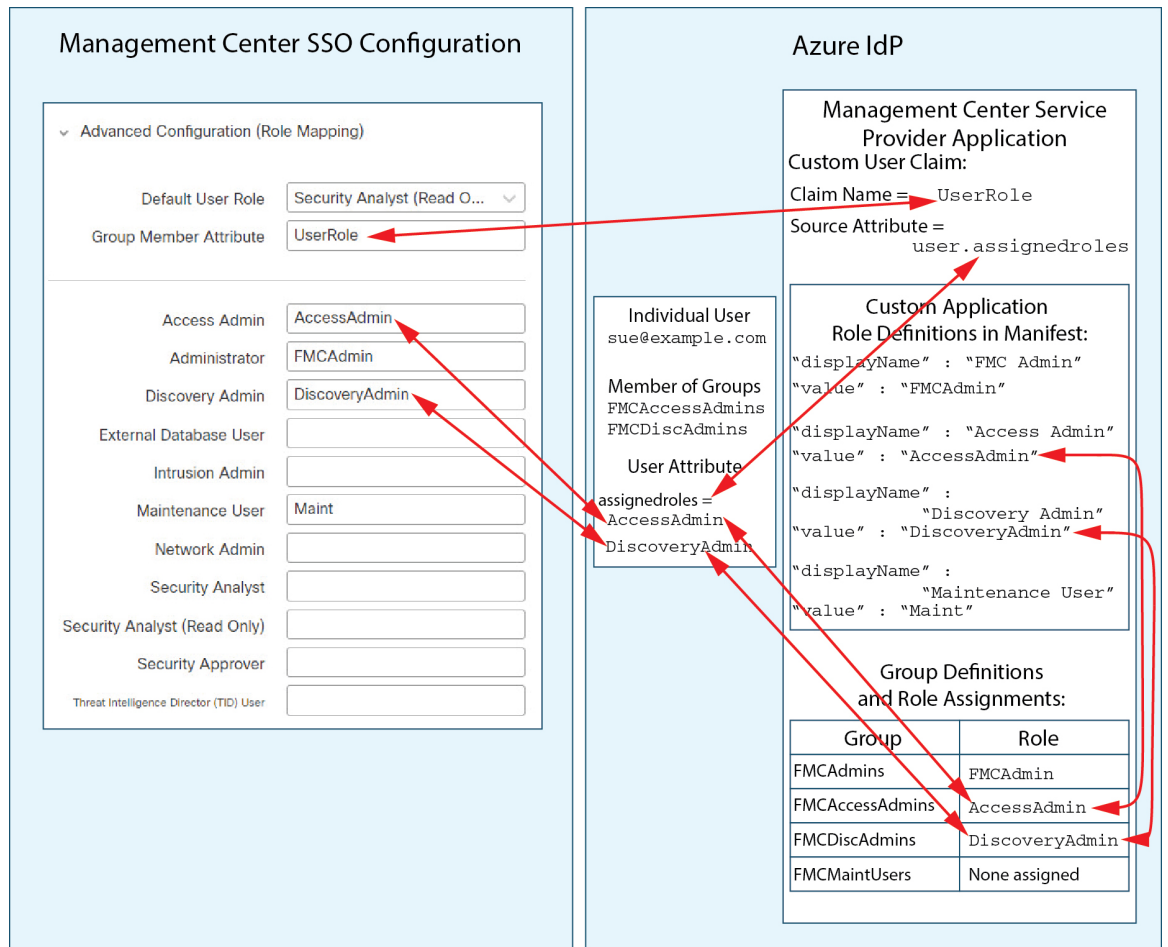 Management Center SSO Configuration
Advanced Configuration (Role Mapping)
Default User Role
Security Analyst (Read O...
Group Member Attribute
UserRole
Access Admin
AccessAdmin
Administrator
FMCAdmin
Discovery Admin
DiscoveryAdmin
External Database User
Intrusion Admin
Maintenance User
Maint
Network Admin
Security Analyst
Security Analyst (Read Only)
Security Approver
Threat Intelligence Director (TID) User
Azure IdP
Individual User
sue@example.com
Member of Groups
FMCAccessAdmins
FMCDiscAdmins
User Attribute
assignedroles =
AccessAdmin
DiscoveryAdmin
Management Center Service
Provider Application
Custom User Claim:
Claim Name = UserRole
Source Attribute =
user.assignedroles
Custom Application
Role Definitions in Manifest:
“displayName” : “FMC Admin”
“value” : “FMCAdmin”
“displayName” : “Access Admin”
“value” : “AccessAdmin”
“displayName” :
“Discovery Admin”
“value” : “DiscoveryAdmin”
“displayName” :
“Maintenance User”
“value” : “Maint”
Group Definitions
and Role Assignments:
Group Role
FMCAdmins FMCAdmin
FMCAccessAdmins AccessAdmin
FMCDiscAdmins DiscoveryAdmin
FMCMaintUsers None assigned